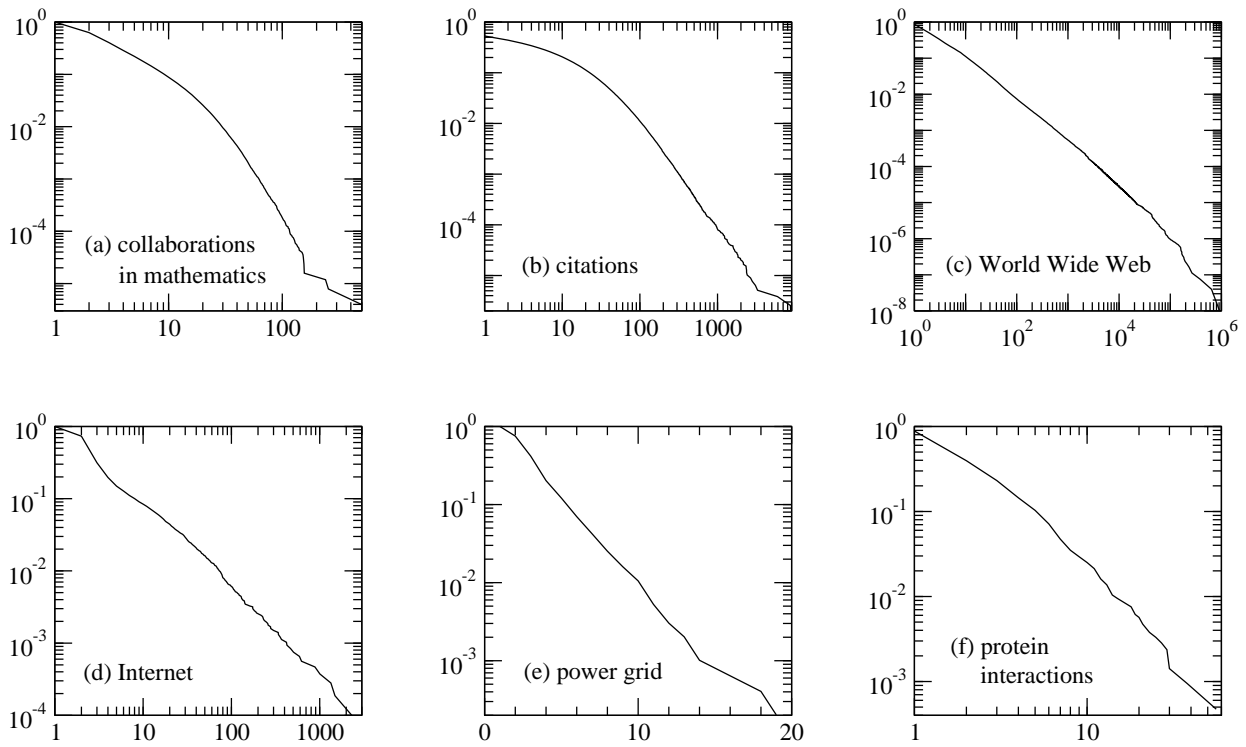 10^0
10^-2
10^-4
1 10 100
(a) collaborations
in mathematics
10^0
10^-2
10^-4
1 10 100 1000
(b) citations
10^0
10^-2
10^-4
10^-6
10^-8
10^0 10^2 10^4 10^6
(c) World Wide Web
10^0
10^-1
10^-2
10^-3
10^-4
1 10 100 1000
(d) Internet
10^0
10^-1
10^-2
10^-3
0 10 20
(e) power grid
10^0
10^-1
10^-2
10^-3
1 10
(f) protein
interactions